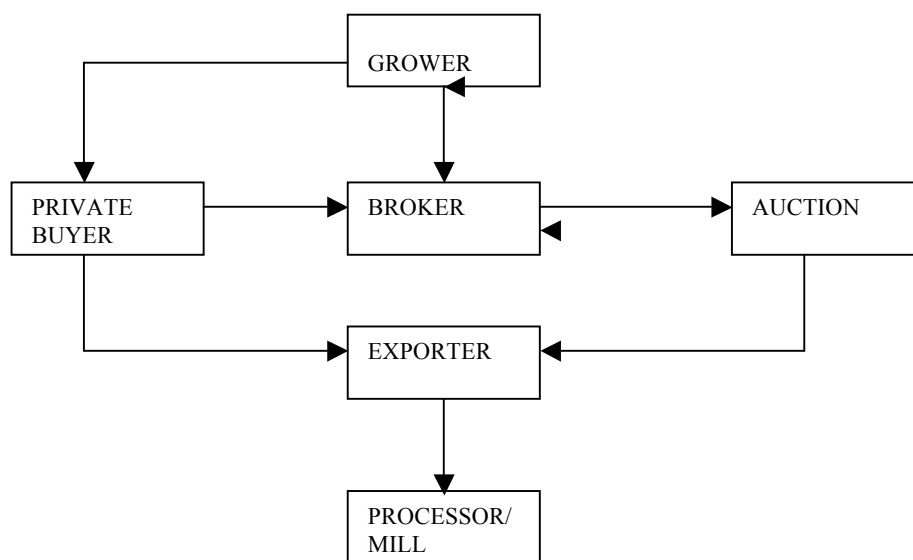 GROWER
PRIVATE
BUYER
BROKER
AUCTION
EXPORTER
PROCESSOR/
MILL